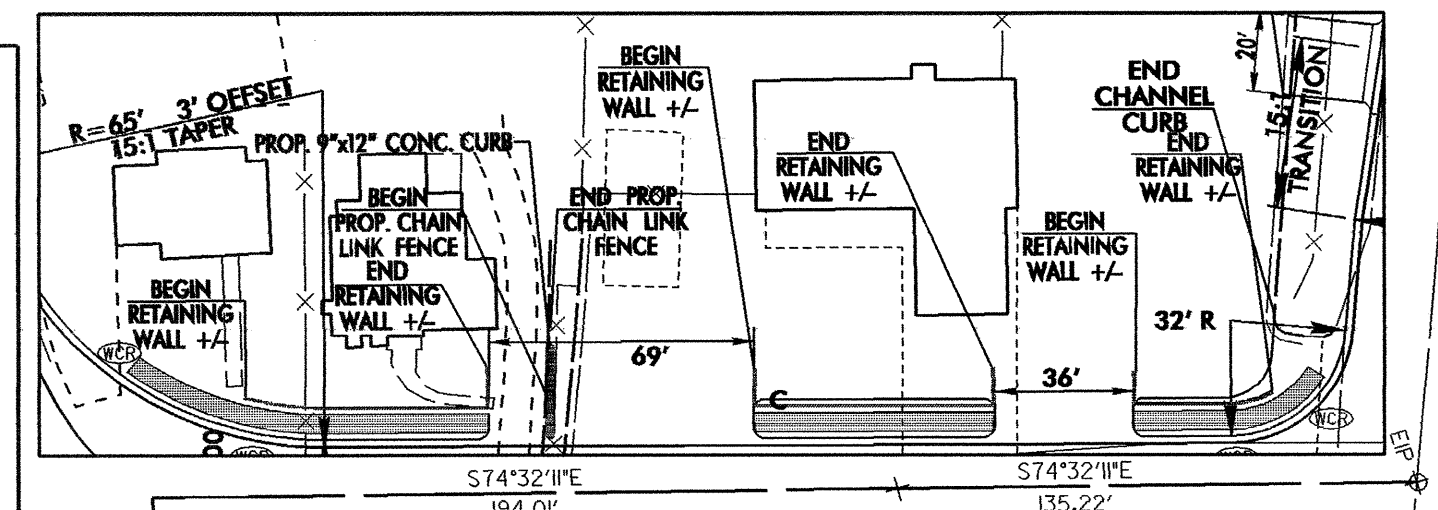 R=65' 3' OFFSET
15:1 TAPER
PROP. 9"x12" CONC. CURB
BEGIN
RETAINING
WALL +/-
BEGIN
PROP. CHAIN
LINK FENCE
END
RETAINING
WALL +/-
END PROP.
CHAIN LINK
FENCE
BEGIN
RETAINING
WALL +/-
69'
END
RETAINING
WALL +/-
C
36'
BEGIN
RETAINING
WALL +/-
END
CHANNEL
CURB
END
RETAINING
WALL +/-
20'
15:1
TRANSITION
32' R
WCR
WCR
WCR
WCR
EIP
S74°32'11"E
S74°32'11"E
194.01'
135.22'